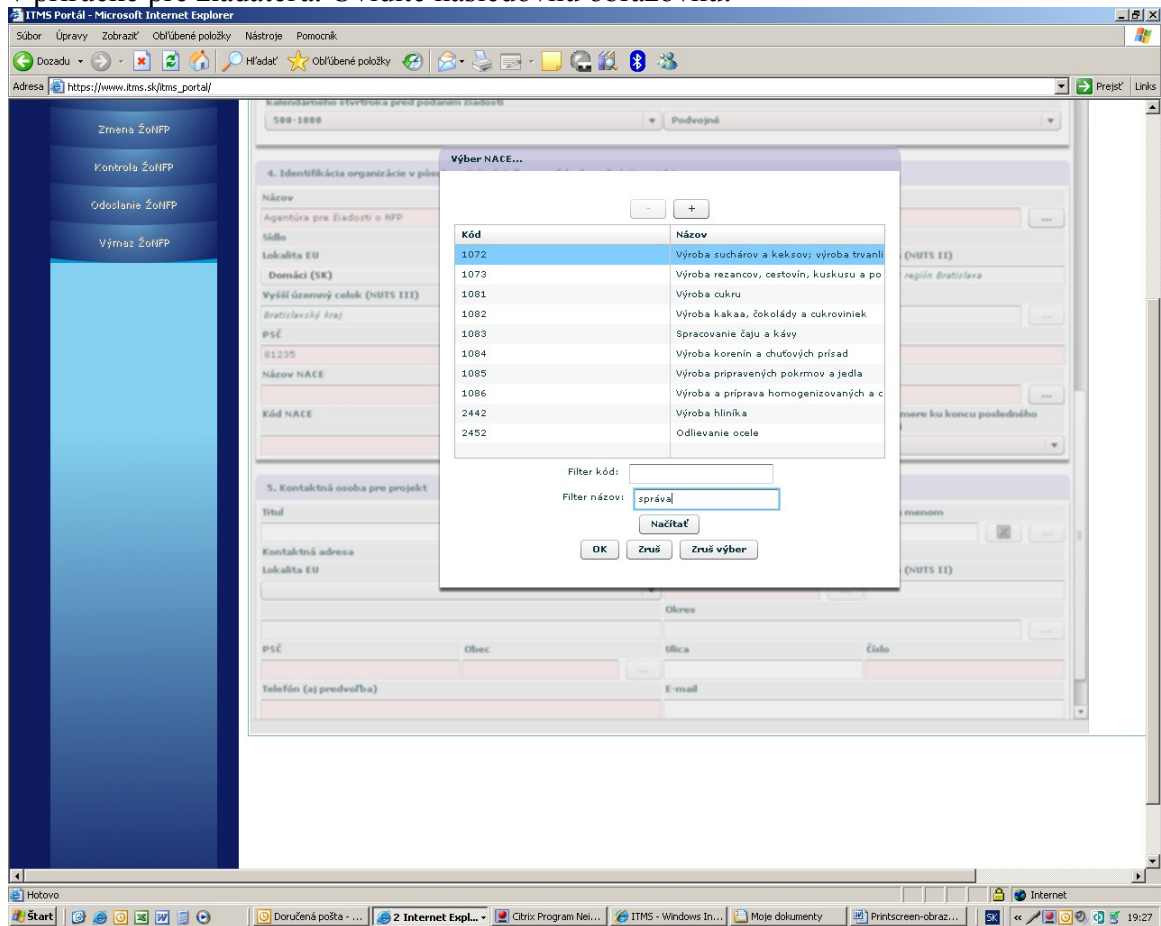 v príručke pre žiadateľa. Uvidíte nasledovnú obrazovku:
ITMS Portál - Microsoft Internet Explorer
Súbor Úpravy Zobraziť Obľúbené položky Nástroje Pomocník
Dozadu Hľadať Obľúbené položky
Adresa https://www.itms.sk/itms_portal/ Prejsť Links
kalendárneho štvrťroka pred podaním žiadosti
Zmena ŽoNFP
500-1000 Podvojné
Kontrola ŽoNFP
Výber NACE...
4. Identifikácia organizácie v
Názov
Odoslanie ŽoNFP
Agentúra pre žiadosti o NFP ...
- +
Sídlo
Kód Názov
Výmaz ŽoNFP
Lokalita EU (NUTS II)
1072 Výroba suchárov a keksov; výroba trvanli
Domáci (SK) región Bratislava
1073 Výroba rezancov, cestovín, kuskusu a po
Vyšší územný celok (NUTS III)
1081 Výroba cukru
Bratislavský kraj ...
1082 Výroba kakaa, čokolády a cukroviniek
PSČ
1083 Spracovanie čaju a kávy
81235
1084 Výroba korenín a chuťových prísad
Názov NACE
1085 Výroba pripravených pokrmov a jedla
...
1086 Výroba a príprava homogenizovaných a c
Kód NACE mere ku koncu posledného
2442 Výroba hliníka
2452 Odlievanie ocele
Filter kód:
5. Kontaktná osoba pre projekt
Filter názov: správa
Titul menom
Načítať
...
OK Zruš Zruš výber
Kontaktná adresa
Lokalita EU (NUTS II)
Okres
...
PSČ Obec Ulica Číslo
...
Telefón (aj predvoľba) E-mail
Hotovo Internet
Štart Doručená pošta - ... 2 Internet Expl... Citrix Program Nei... ITMS - Windows In... Moje dokumenty Printscreen-obraz... SK « 19:27